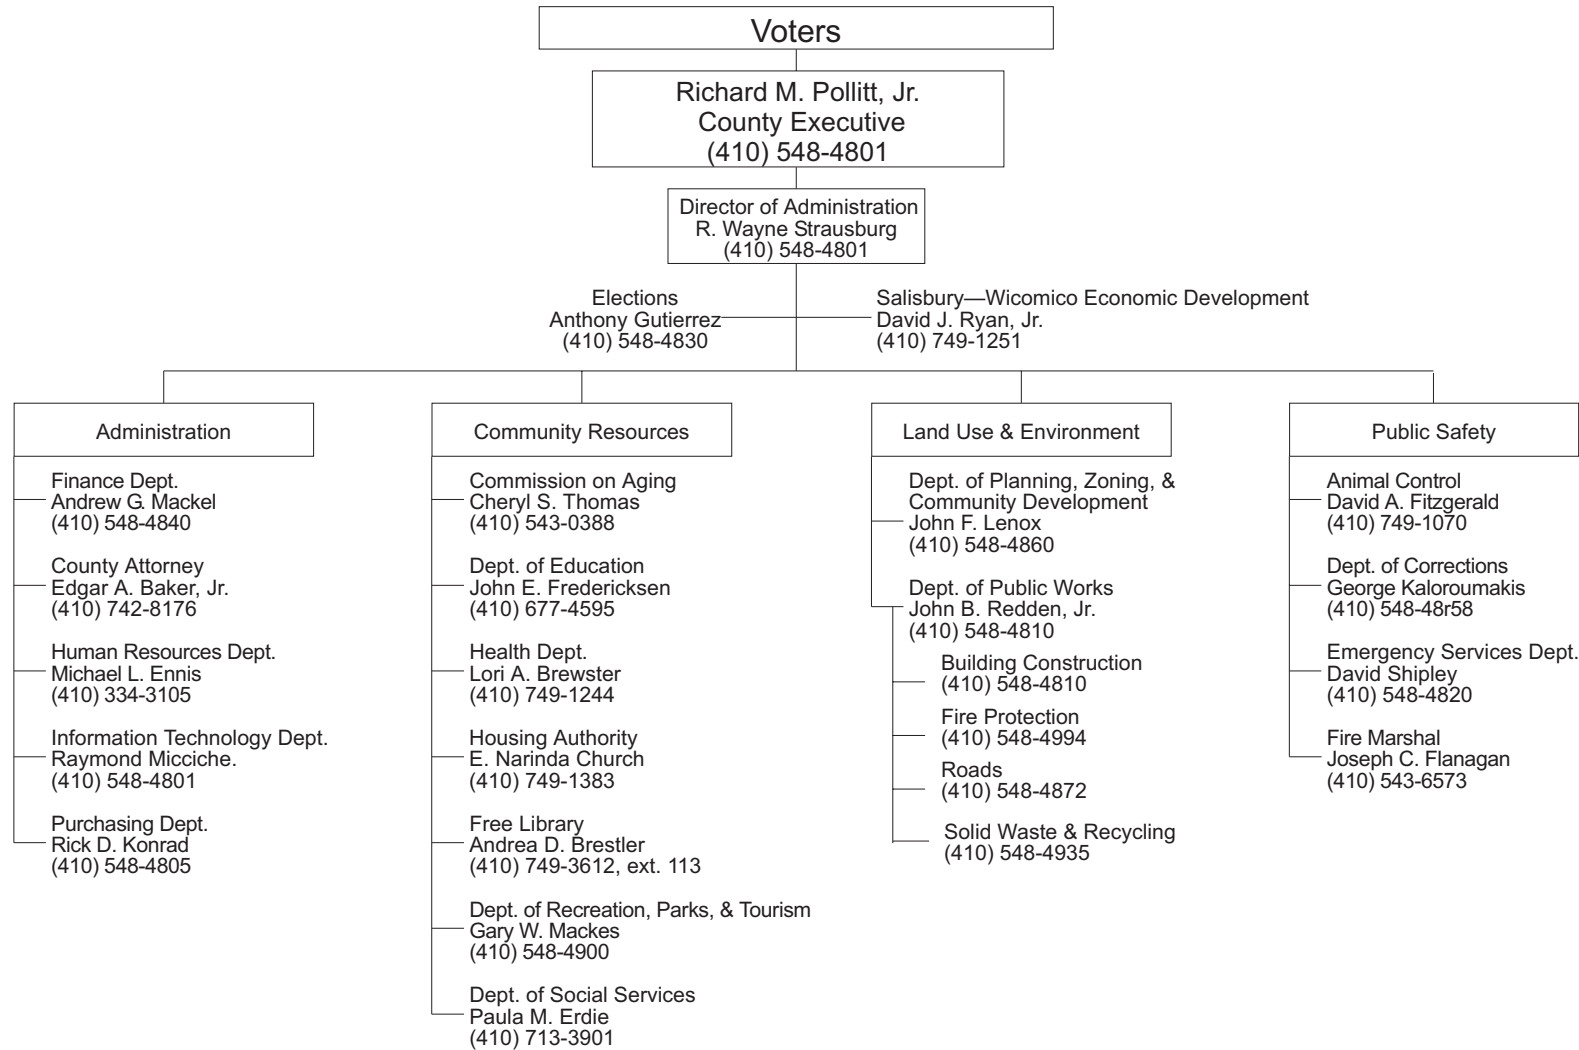 Voters
Richard M. Pollitt, Jr.
County Executive
(410) 548-4801
Director of Administration
R. Wayne Strausburg
(410) 548-4801
Elections
Anthony Gutierrez
(410) 548-4830
Salisbury—Wicomico Economic Development
David J. Ryan, Jr.
(410) 749-1251
Administration
Finance Dept.
Andrew G. Mackel
(410) 548-4840
County Attorney
Edgar A. Baker, Jr.
(410) 742-8176
Human Resources Dept.
Michael L. Ennis
(410) 334-3105
Information Technology Dept.
Raymond Micciche.
(410) 548-4801
Purchasing Dept.
Rick D. Konrad
(410) 548-4805
Community Resources
Commission on Aging
Cheryl S. Thomas
(410) 543-0388
Dept. of Education
John E. Fredericksen
(410) 677-4595
Health Dept.
Lori A. Brewster
(410) 749-1244
Housing Authority
E. Narinda Church
(410) 749-1383
Free Library
Andrea D. Brestler
(410) 749-3612, ext. 113
Dept. of Recreation, Parks, & Tourism
Gary W. Mackes
(410) 548-4900
Dept. of Social Services
Paula M. Erdie
(410) 713-3901
Land Use & Environment
Dept. of Planning, Zoning, &
Community Development
John F. Lenox
(410) 548-4860
Dept. of Public Works
John B. Redden, Jr.
(410) 548-4810
Building Construction
(410) 548-4810
Fire Protection
(410) 548-4994
Roads
(410) 548-4872
Solid Waste & Recycling
(410) 548-4935
Public Safety
Animal Control
David A. Fitzgerald
(410) 749-1070
Dept. of Corrections
George Kaloroumakis
(410) 548-48r58
Emergency Services Dept.
David Shipley
(410) 548-4820
Fire Marshal
Joseph C. Flanagan
(410) 543-6573